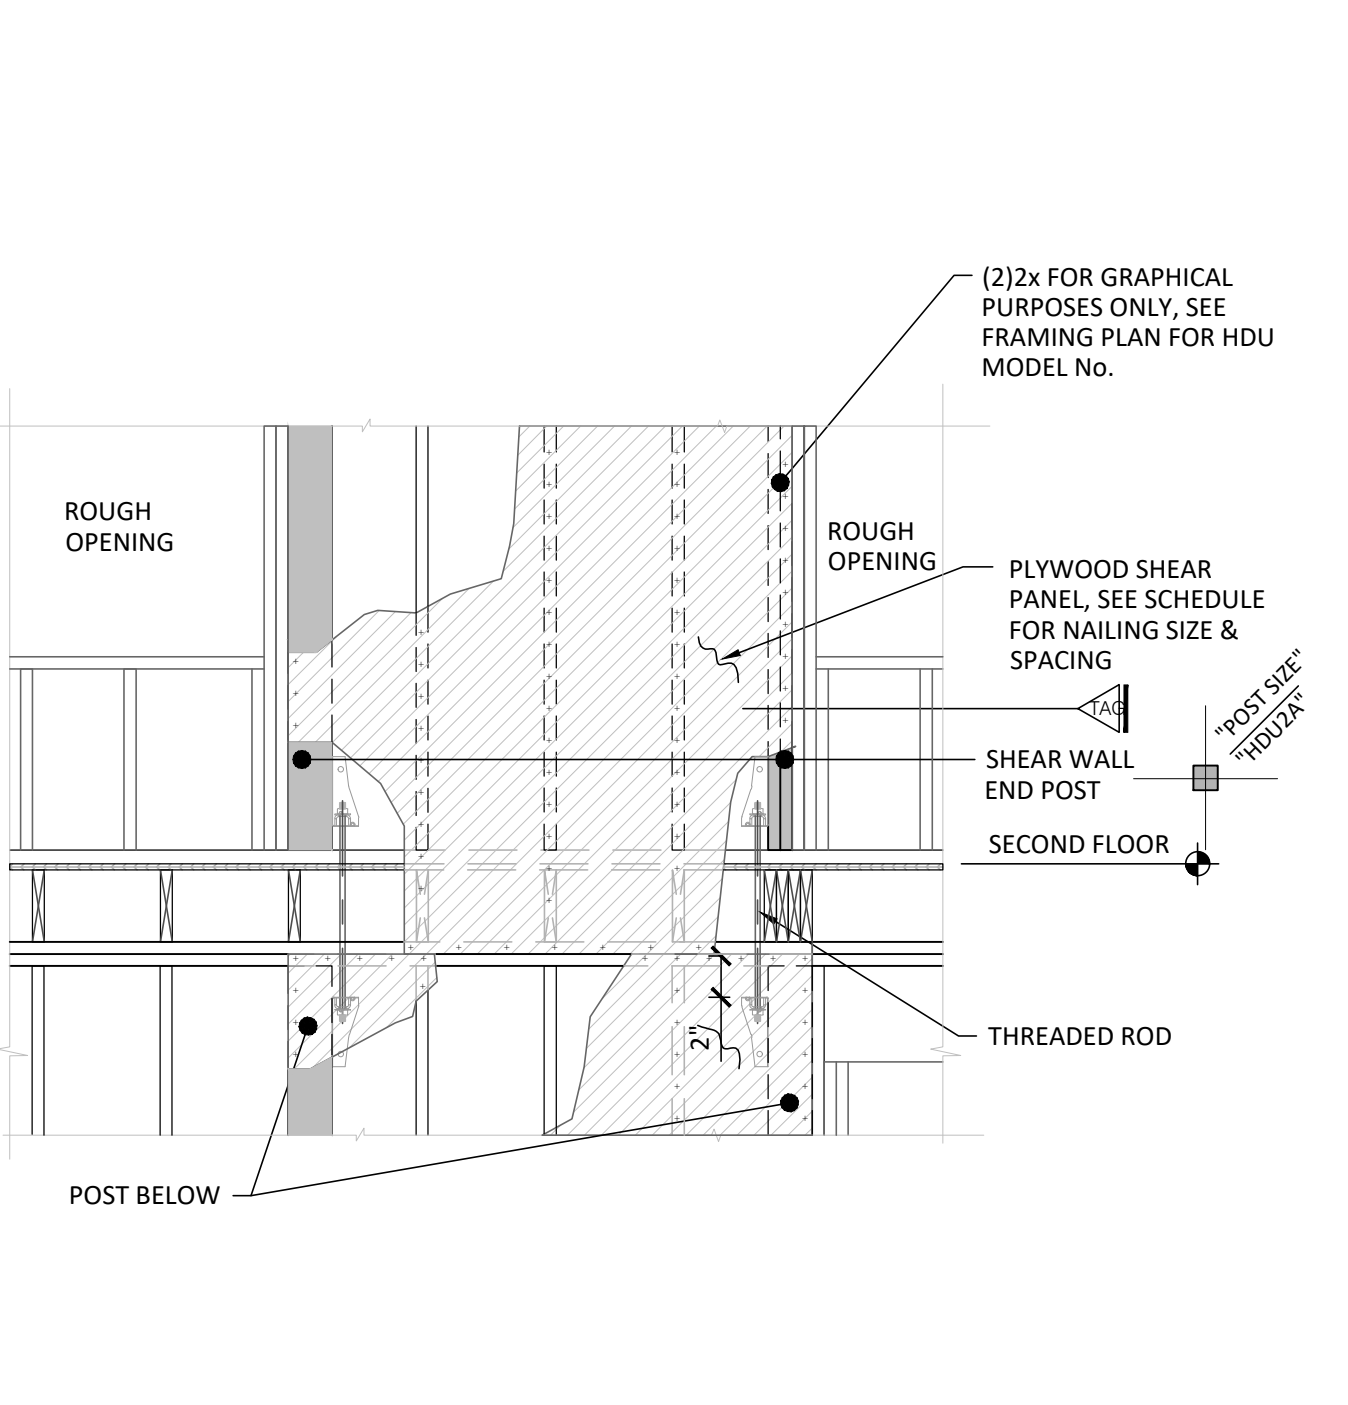 (2)2x FOR GRAPHICAL
PURPOSES ONLY, SEE
FRAMING PLAN FOR HDU
MODEL No.
ROUGH
OPENING
ROUGH
OPENING
PLYWOOD SHEAR
PANEL, SEE SCHEDULE
FOR NAILING SIZE &
SPACING
TAG
"POST SIZE"
"HDU2A"
SHEAR WALL
END POST
SECOND FLOOR
2"
THREADED ROD
POST BELOW